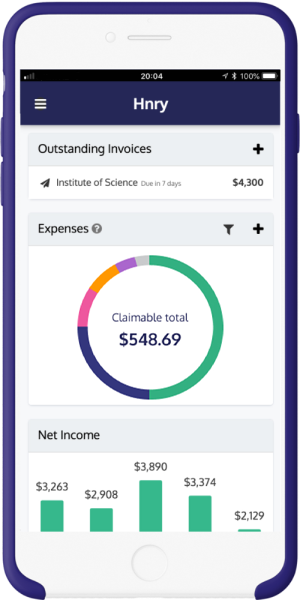 20:04
100%
Hnry
Outstanding Invoices
Institute of Science Due in 7 days $4,300
Expenses ?
Claimable total
$548.69
Net Income
$3,263 $2,908 $3,890 $3,374 $2,129